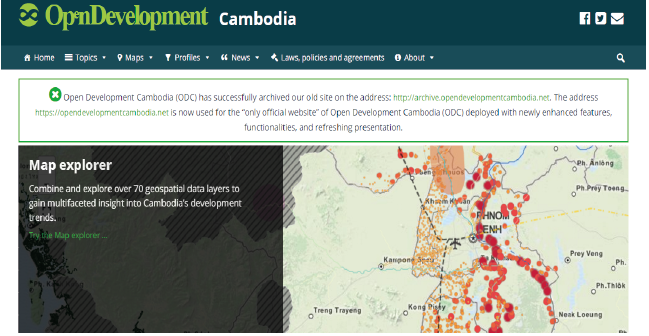 OpenDevelopment Cambodia
Home Topics Maps Profiles News Laws, policies and agreements About
Open Development Cambodia (ODC) has successfully archived our old site on the address: http://archive.opendevelopmentcambodia.net. The address
https://opendevelopmentcambodia.net is now used for the “only official website” of Open Development Cambodia (ODC) deployed with newly enhanced features,
functionalities, and refreshing presentation.
Map explorer
Combine and explore over 70 geospatial data layers to
gain multifaceted insight into Cambodia's development
trends.
Try the Map explorer...
Ph. Ânlong
Ph. Prey Toteng
PHNOM
PENH
Prey Veng
Kampong Speu
Ph. Thlok
Treng Trayeng
Kong Pisey
Neak Loeung